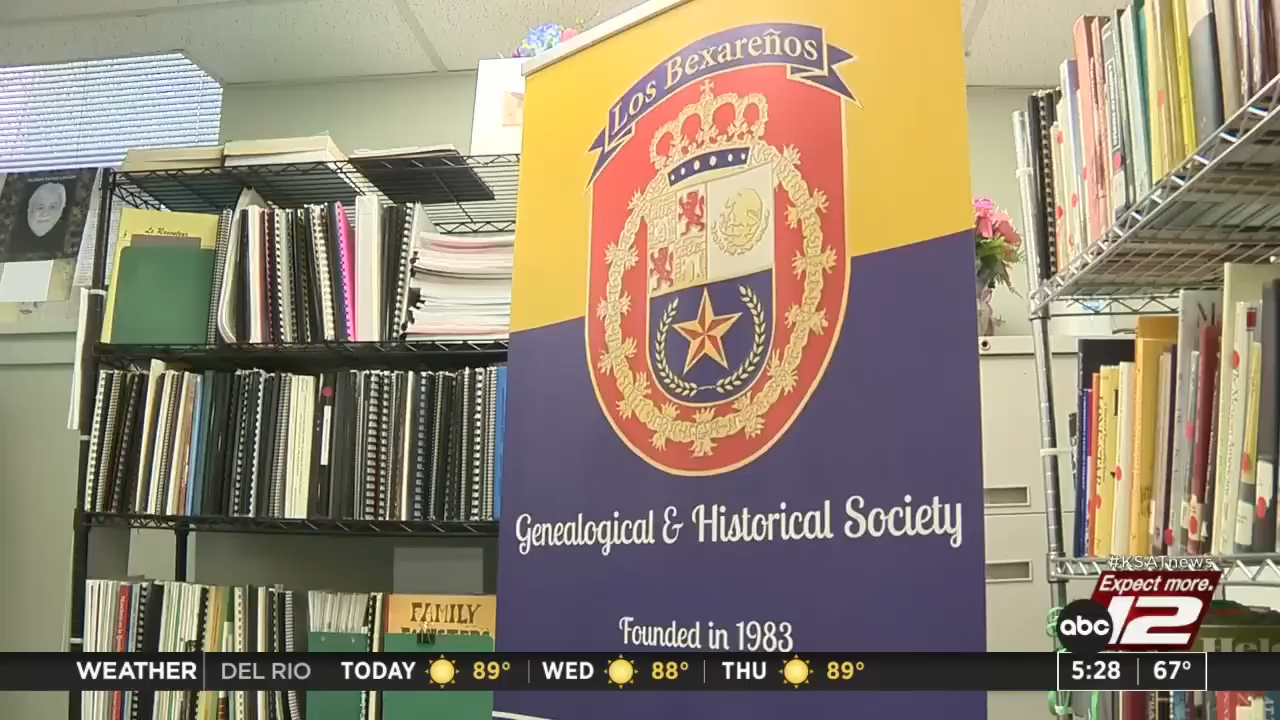 Los Bexareños
Genealogical & Historical Society
Founded in 1983
FAMILY
#KSATnews
Expect more.
abc 12
WEATHER DEL RIO TODAY 89° WED 88° THU 89° 5:28 67°